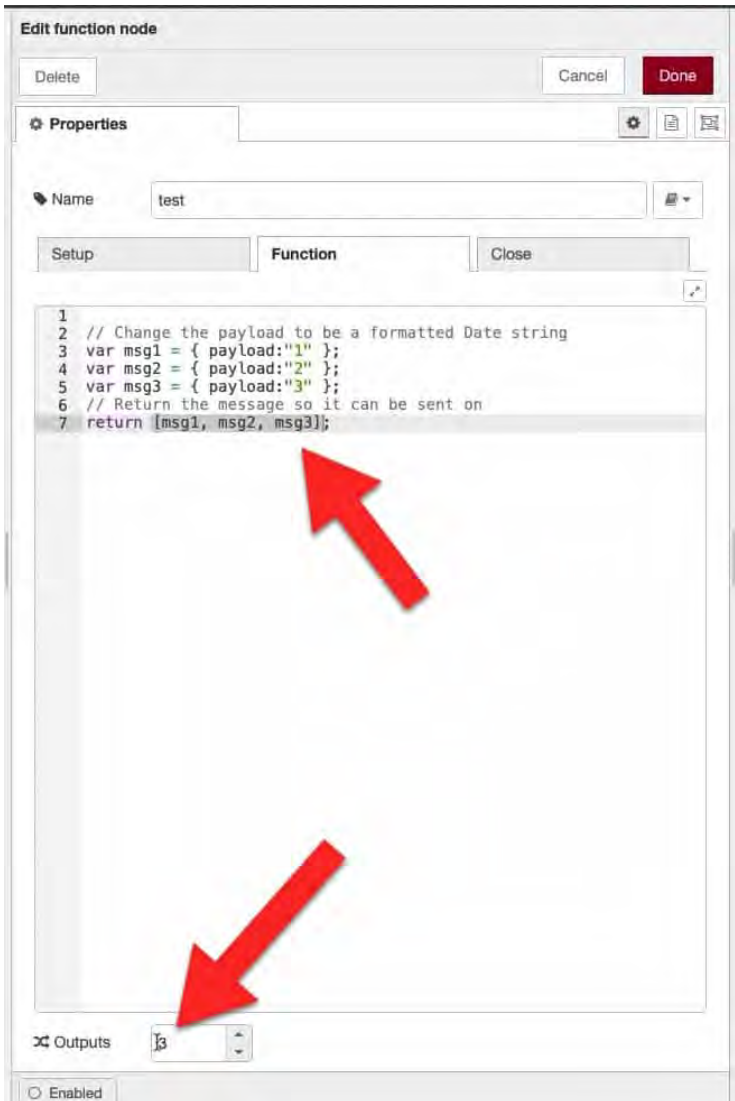 Edit function node
Delete Cancel Done
Properties
Name test
Setup Function Close
1
2 // Change the payload to be a formatted Date string
3 var msg1 = { payload:"1" };
4 var msg2 = { payload:"2" };
5 var msg3 = { payload:"3" };
6 // Return the message so it can be sent on
7 return [msg1, msg2, msg3];
Outputs 3
Enabled